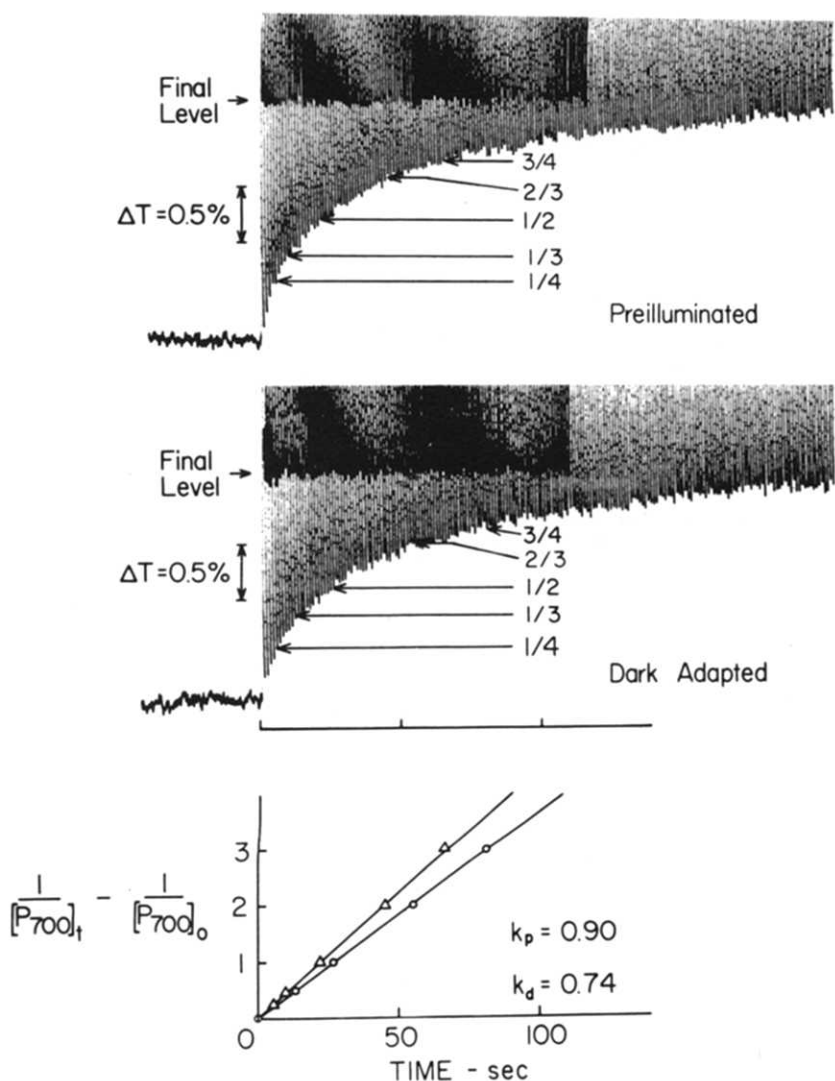 Final
Level
ΔT = 0.5%
3/4
2/3
1/2
1/3
1/4
Preilluminated
Final
Level
ΔT = 0.5%
3/4
2/3
1/2
1/3
1/4
Dark Adapted
3
2
1
1/[P700]t - 1/[P700]o
kp = 0.90
kd = 0.74
0 50 100
TIME - sec